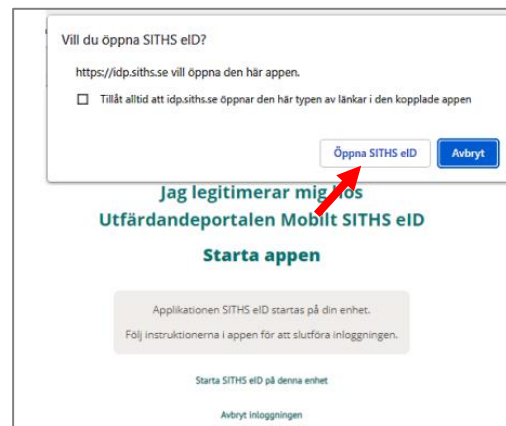 Vill du öppna SITHS eID?
https://idp.siths.se vill öppna den här appen.
Tillåt alltid att idp.siths.se öppnar den här typen av länkar i den kopplade appen
Öppna SITHS eID
Avbryt
Jag legitimerar mig hos
Utfärdandeportalen Mobilt SITHS eID
Starta appen
Applikationen SITHS eID startas på din enhet.
Följ instruktionerna i appen för att slutföra inloggningen.
Starta SITHS eID på denna enhet
Avbryt inloggningen